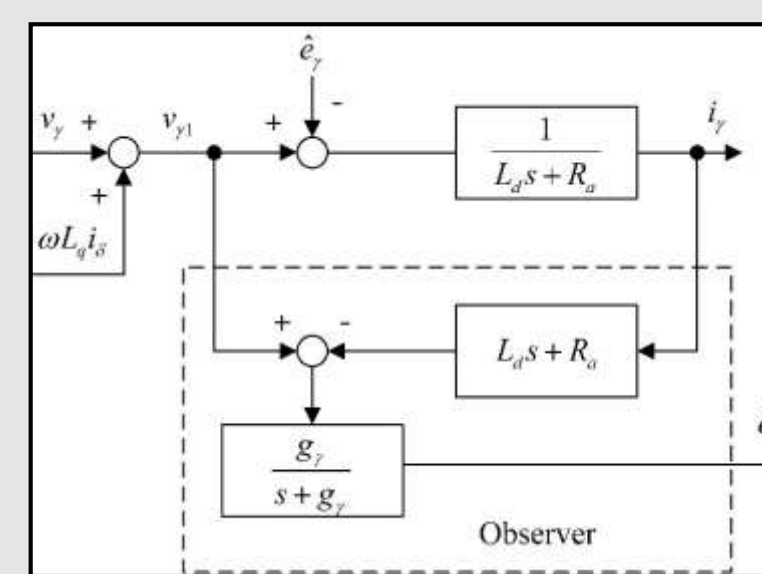 ê_γ
v_γ + v_γ1 + - 1 i_γ
L_d s + R_a
+
ωL_q i_δ
+ - L_d s + R_a
g_γ
s + g_γ
Observer